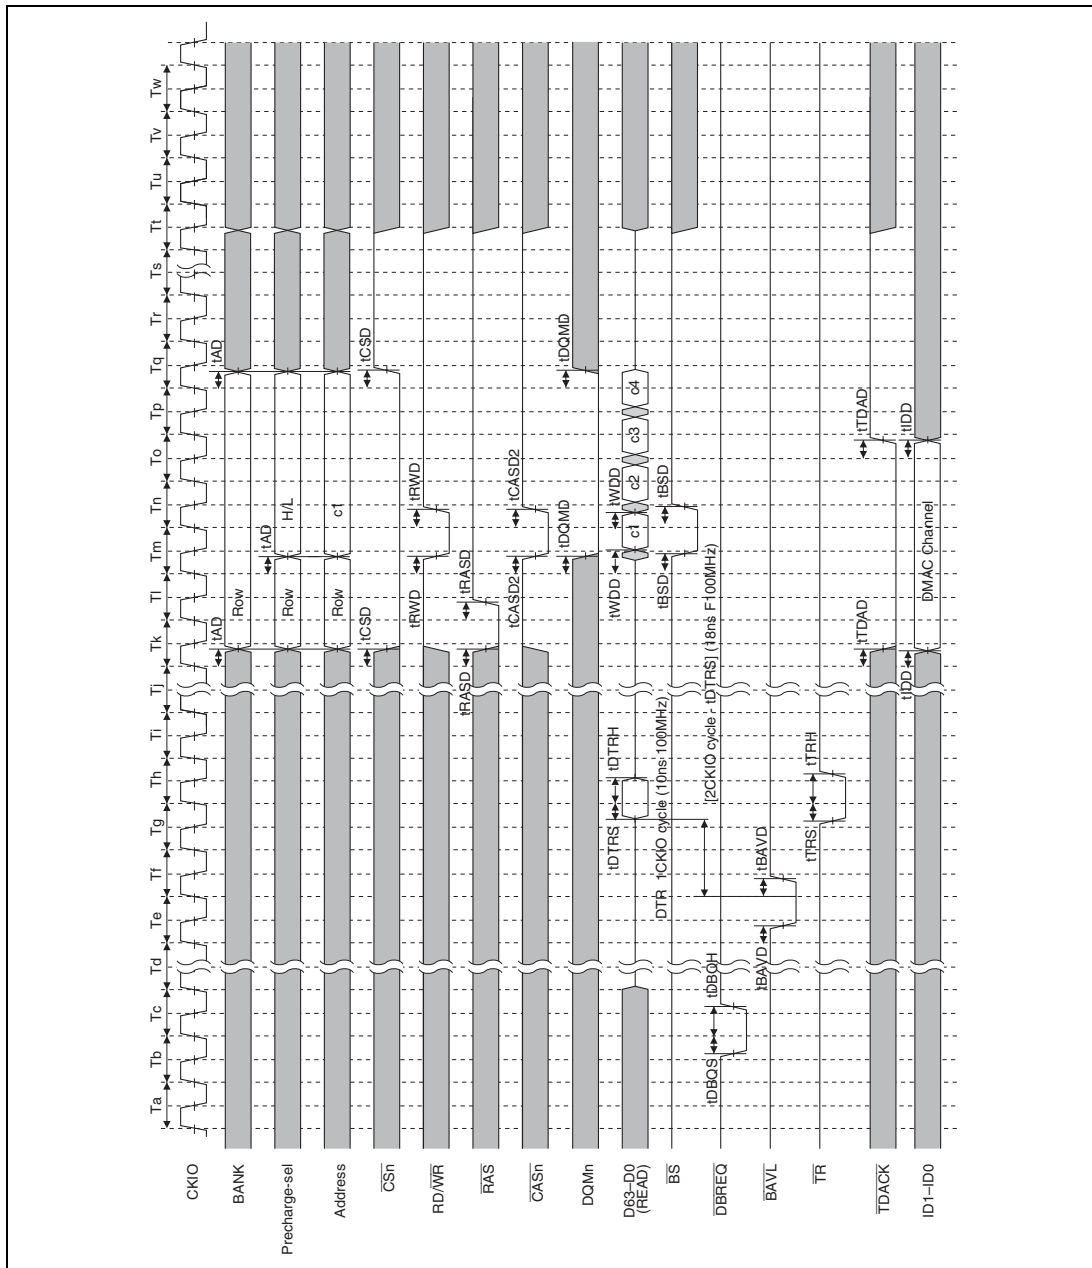 Ta Tb Tc Td Te Tf Tg Th Ti Tj Tk Tl Tm Tn To Tp Tq Tr Ts Tt Tu Tv Tw
CKIO
BANK
tAD
Row
tAD
Precharge-sel
Row
tAD
H/L
Address
Row
c1
CSn
tCSD
tCSD
RD/WR
tRWD
tRWD
RAS
tRASD
tRASD
CASn
tCASD2
tCASD2
DQMn
tDQMD
tDQMD
D63–D0
(READ)
tDTRS
tDTRH
tWDD
tWDD
c1
c2
c3
c4
BS
DTR 1CKIO cycle (10ns 100MHz)
tBSD
tBSD
DBREQ
tDBQS
tDBQH
[2CKIO cycle - tDTRS] (18ns F100MHz)
BAVL
tBAVD
tBAVD
TR
tTRS
tTRH
TDACK
tTDAD
tTDAD
ID1–ID0
tIDD
DMAC Channel
tIDD